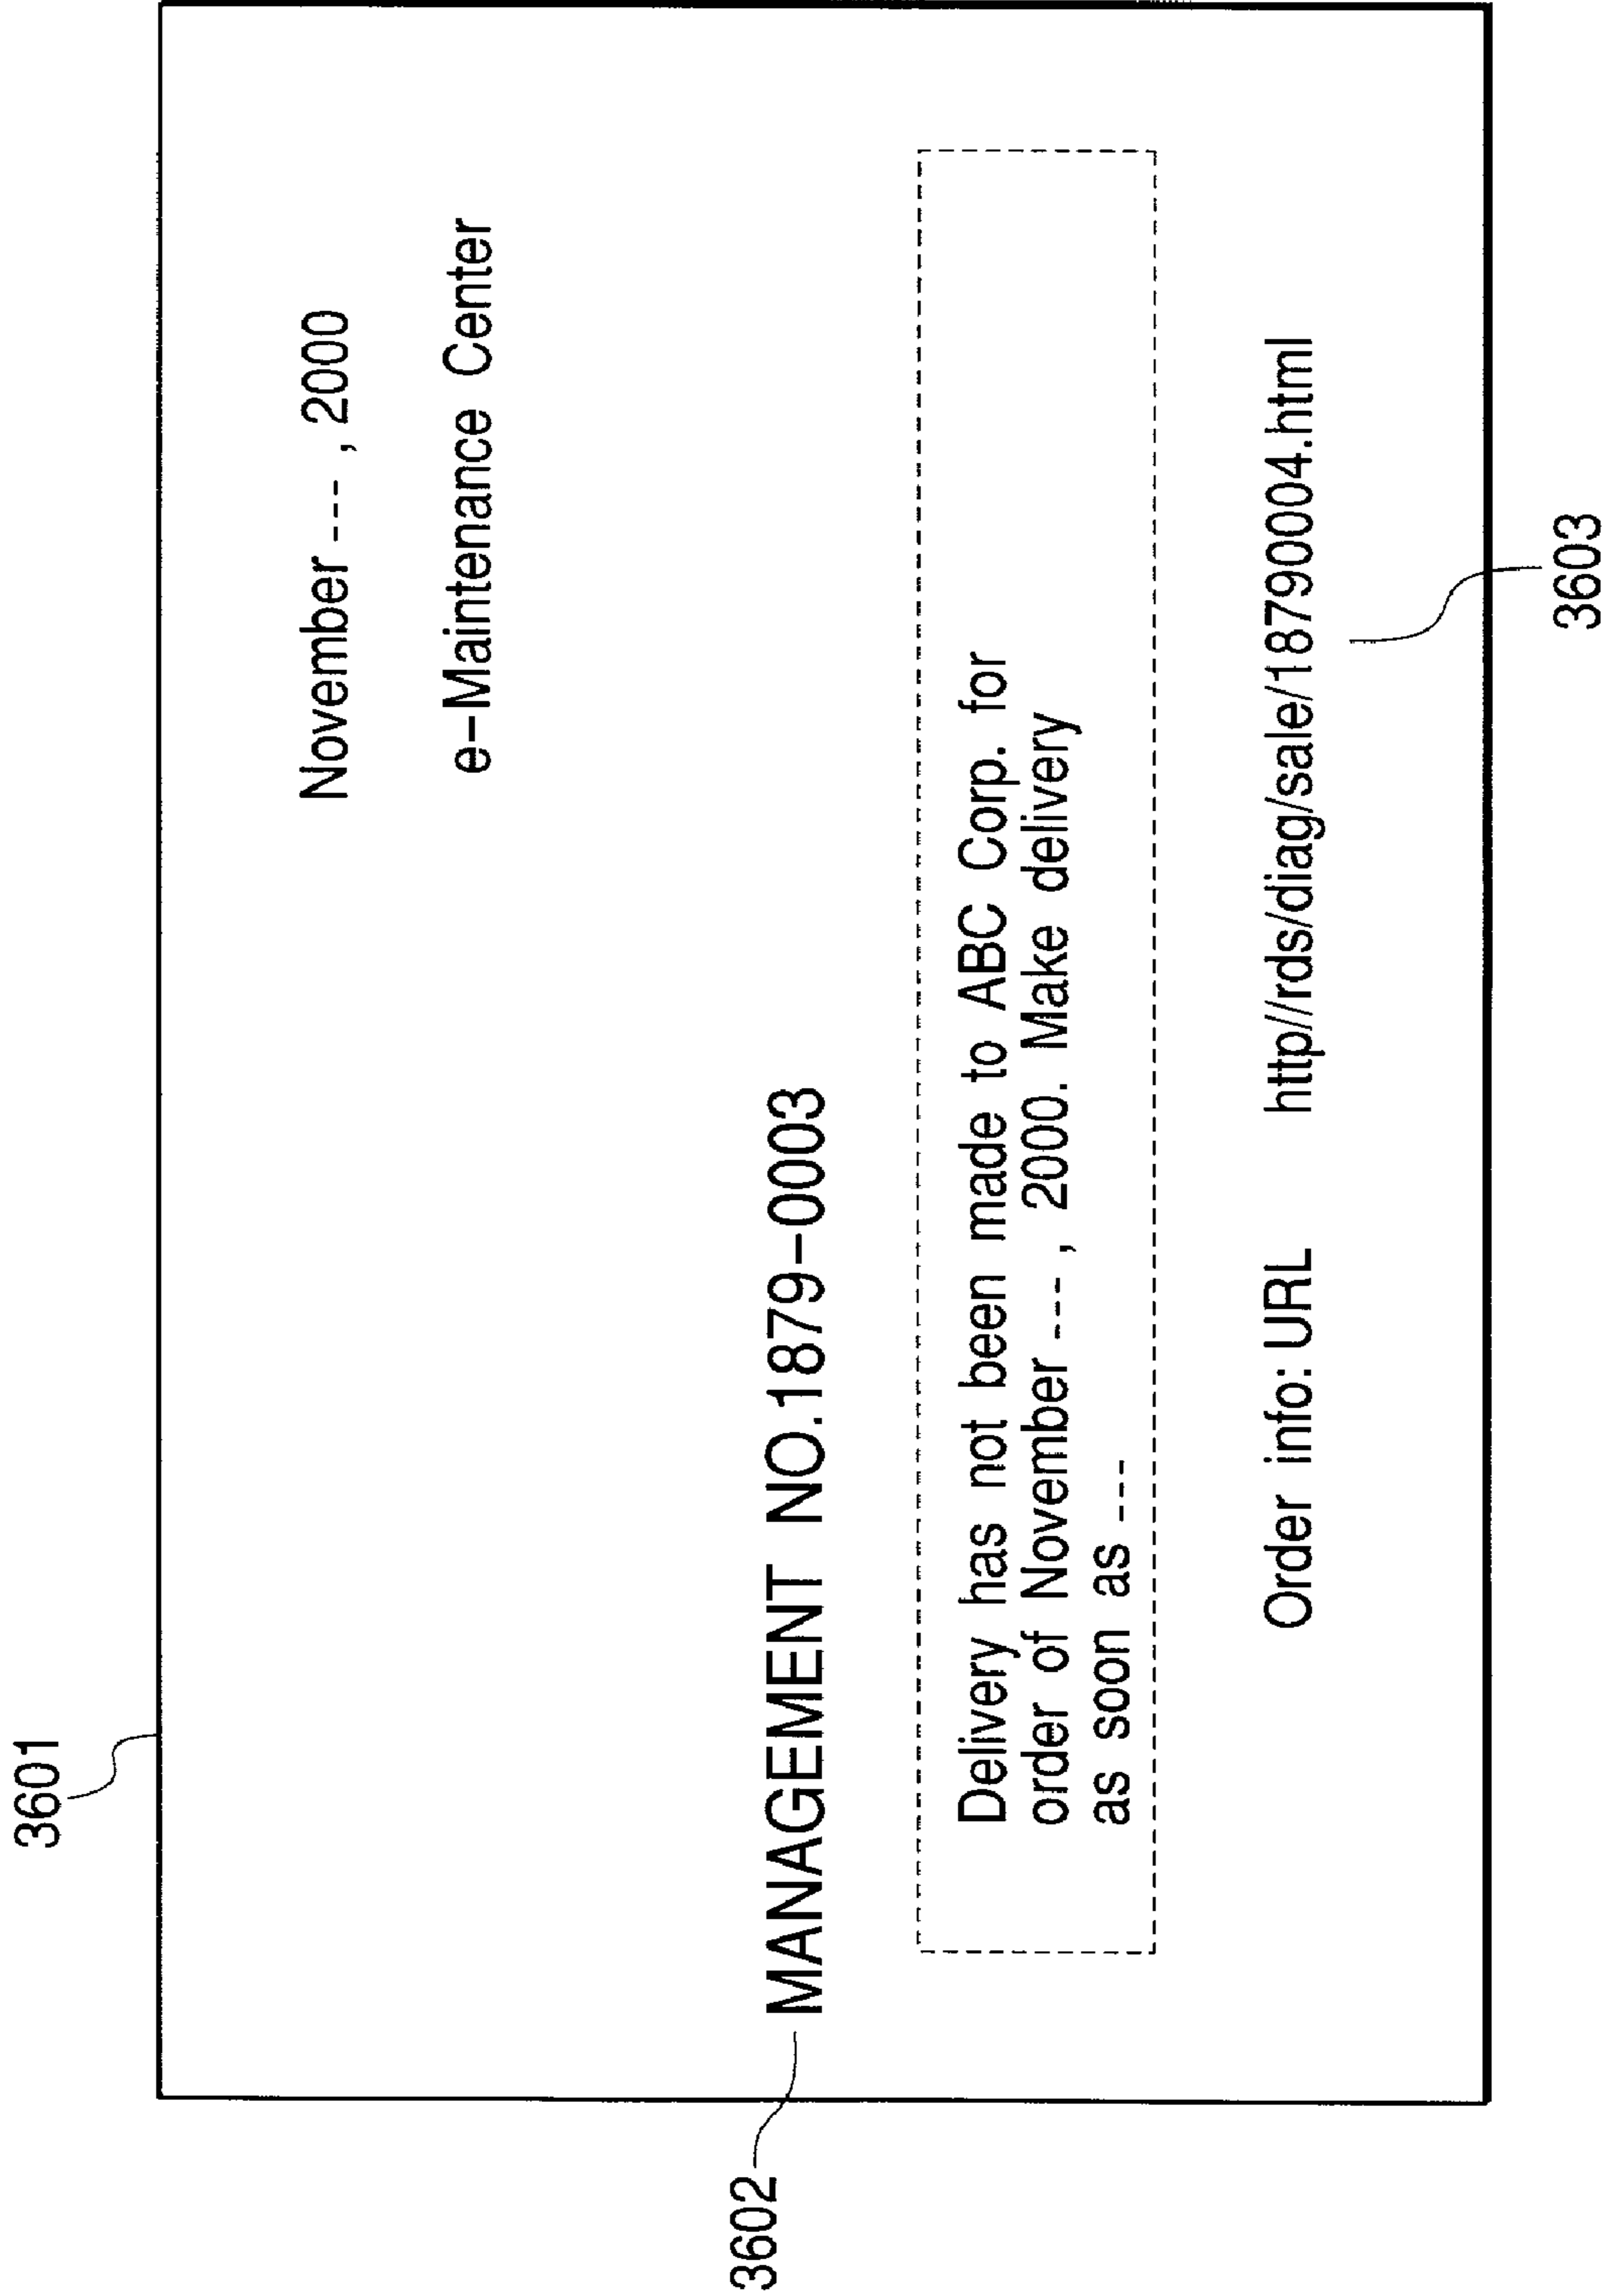 3601
November --- , 2000
e-Maintenance Center
3602
MANAGEMENT NO.1879-0003
Delivery has not been made to ABC Corp. for
order of November --- , 2000. Make delivery
as soon as ---
Order info: URL http//rds/diag/sale/18790004.html
3603